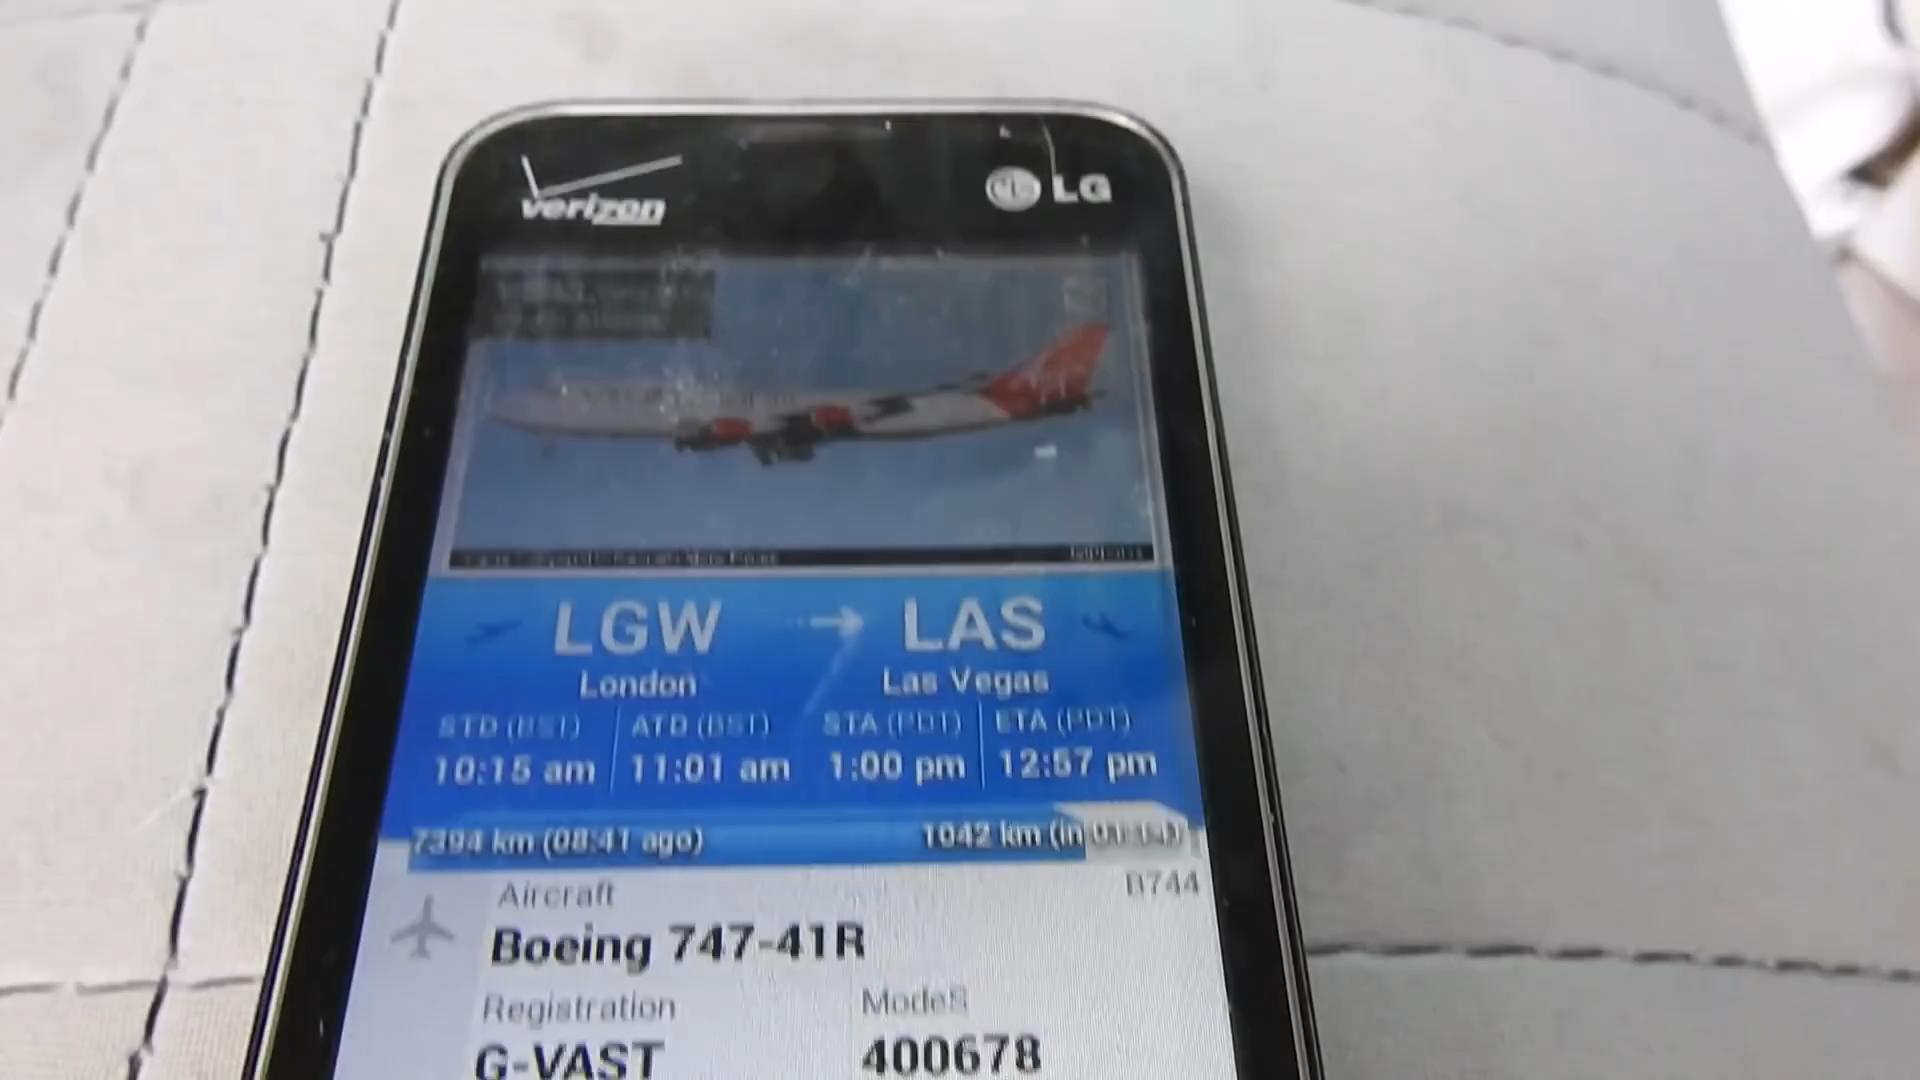 verizon
LG
LGW → LAS
London Las Vegas
STD (BST) ATD (BST) STA (PDT) ETA (PDT)
10:15 am 11:01 am 1:00 pm 12:57 pm
7394 km (08:41 ago) 1042 km (in
Aircraft B744
Boeing 747-41R
Registration ModeS
G-VAST 400678